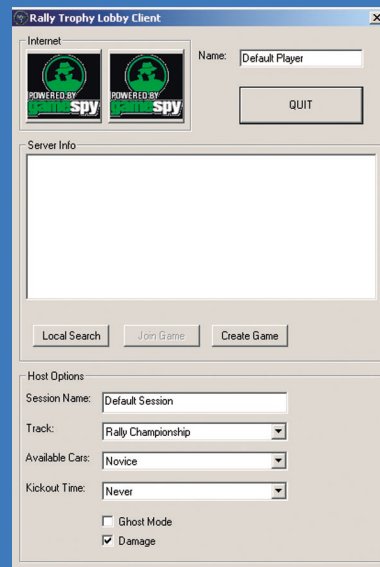 Rally Trophy Lobby Client
Internet
POWERED BY
gamespy
POWERED BY
gamespy
Name: Default Player
QUIT
Server Info
Local Search Join Game Create Game
Host Options
Session Name: Default Session
Track: Rally Championship
Available Cars: Novice
Kickout Time: Never
Ghost Mode
Damage